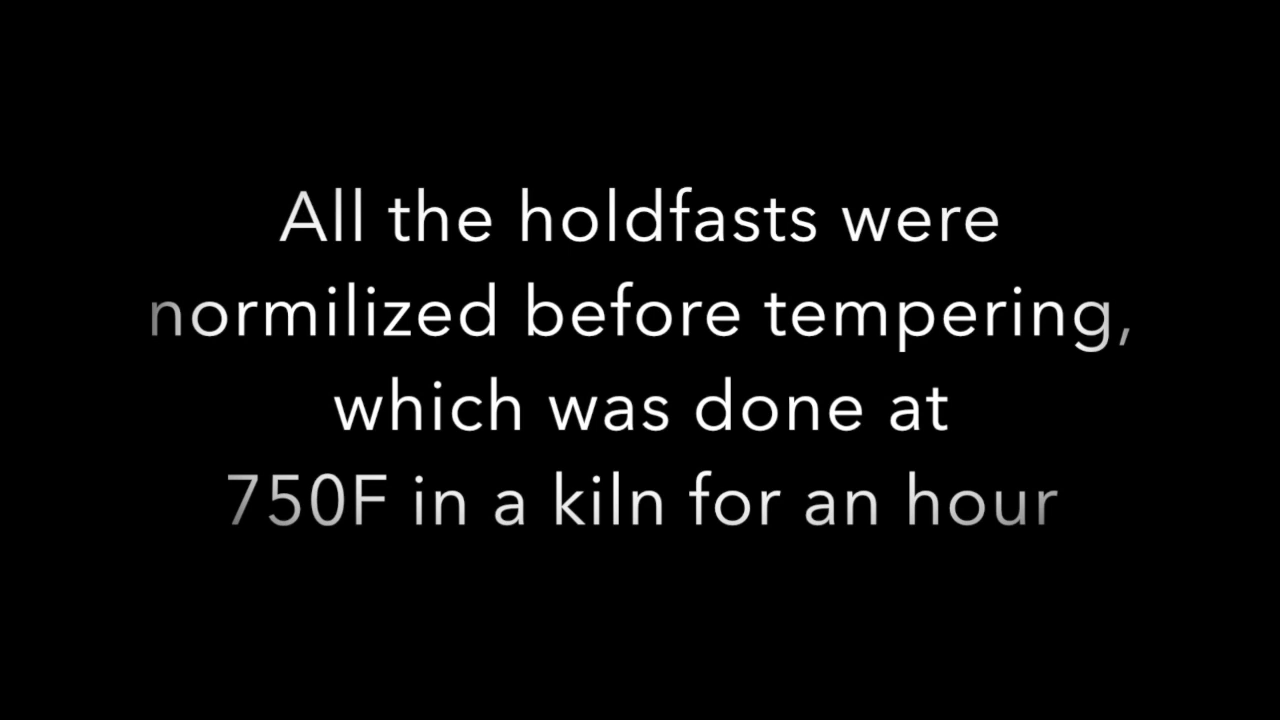 All the holdfasts were
normilized before tempering,
which was done at
750F in a kiln for an hour